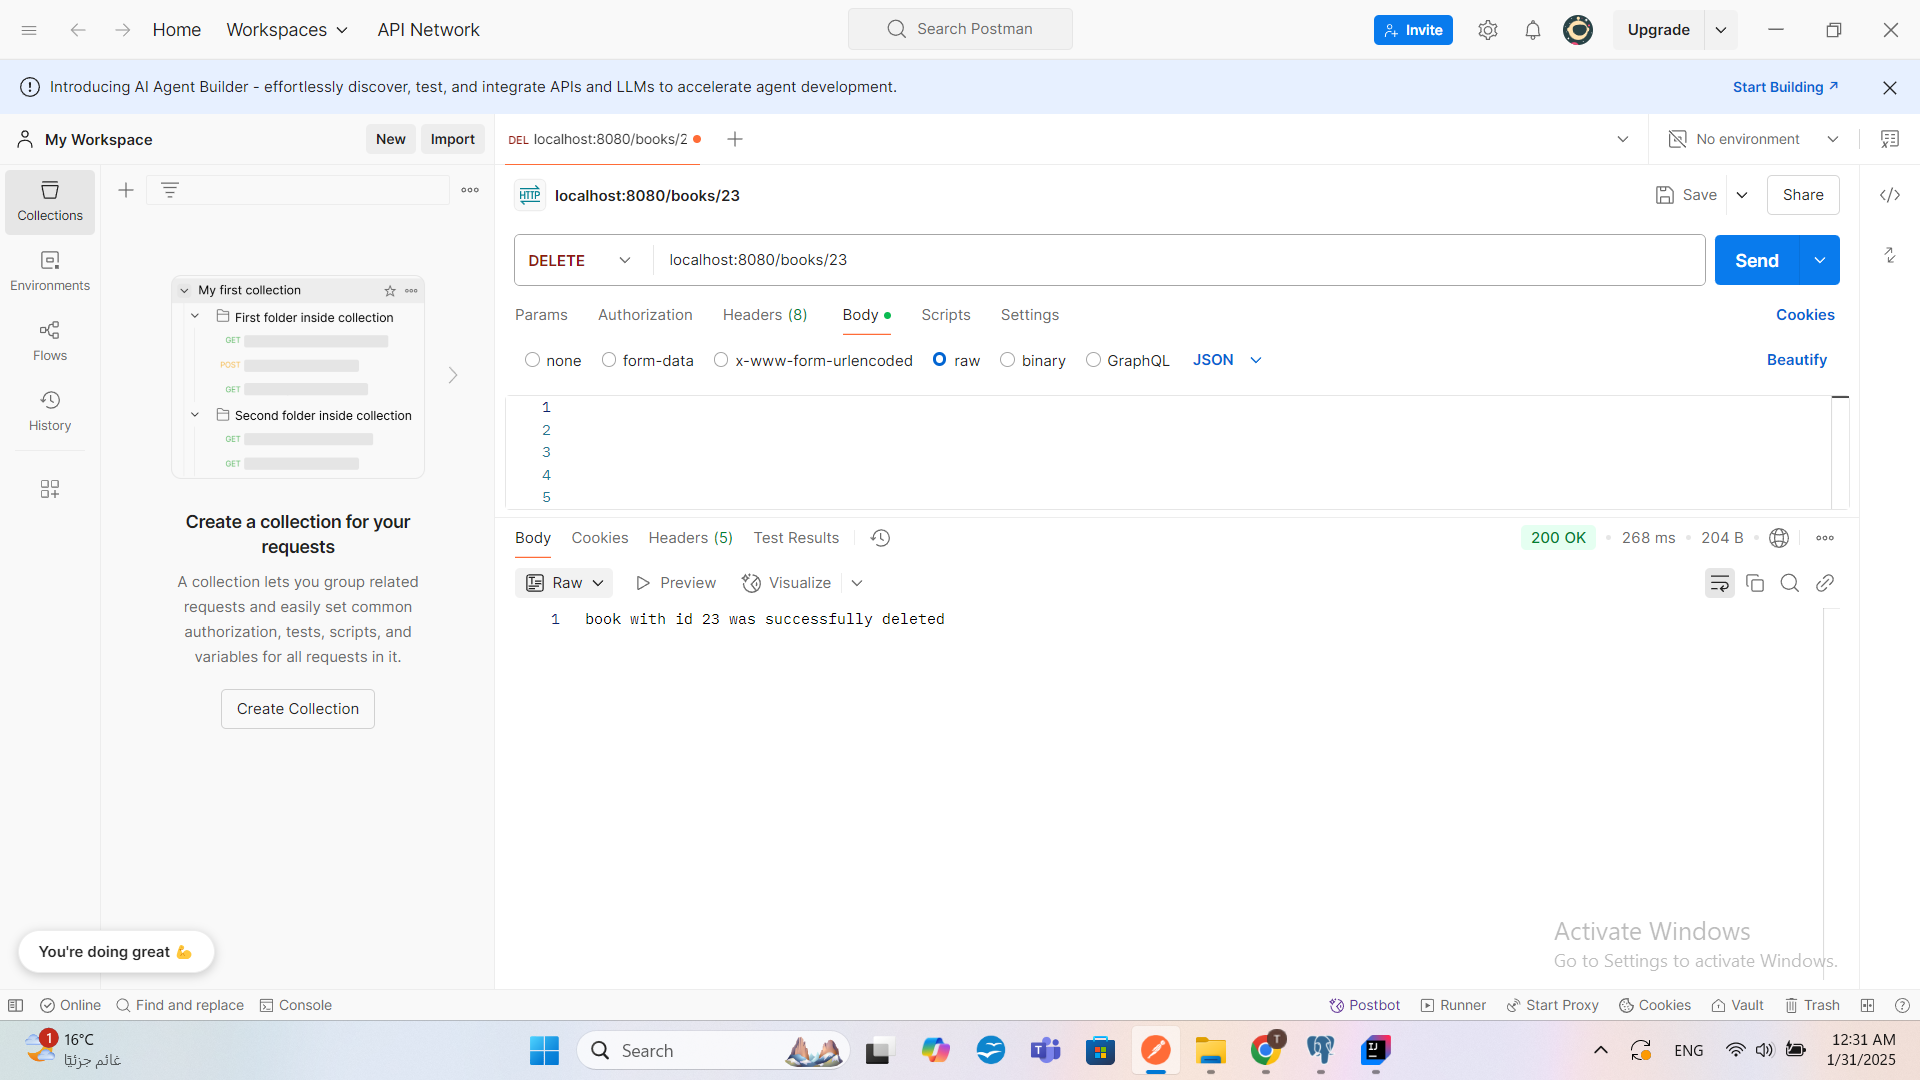 Home Workspaces API Network Search Postman Invite Upgrade
Introducing AI Agent Builder - effortlessly discover, test, and integrate APIs and LLMs to accelerate agent development. Start Building
My Workspace New Import DEL localhost:8080/books/2 No environment
Collections
Environments
Flows
History
My first collection
First folder inside collection
GET
POST
GET
Second folder inside collection
GET
GET
Create a collection for your
requests
A collection lets you group related
requests and easily set common
authorization, tests, scripts, and
variables for all requests in it.
Create Collection
You're doing great 💪
HTTP localhost:8080/books/23 Save Share
DELETE localhost:8080/books/23 Send
Params Authorization Headers (8) Body Scripts Settings Cookies
none form-data x-www-form-urlencoded raw binary GraphQL JSON Beautify
1
2
3
4
5
Body Cookies Headers (5) Test Results 200 OK 268 ms 204 B
Raw Preview Visualize
1 book with id 23 was successfully deleted
Activate Windows
Go to Settings to activate Windows.
Online Find and replace Console Postbot Runner Start Proxy Cookies Vault Trash
1 16°C
غائم جزئيًا
Search T IJ ENG
12:31 AM
1/31/2025